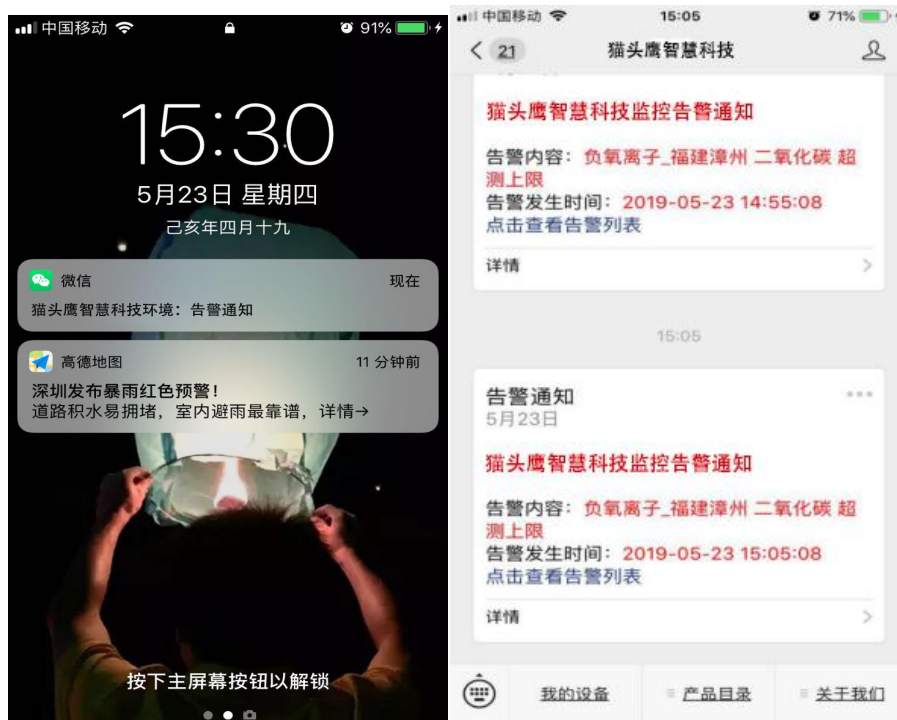 中国移动
91%
15:30
5月23日 星期四
己亥年四月十九
微信
现在
猫头鹰智慧科技环境：告警通知
高德地图
11 分钟前
深圳发布暴雨红色预警！
道路积水易拥堵，室内避雨最靠谱，详情→
按下主屏幕按钮以解锁
中国移动
15:05
71%
21
猫头鹰智慧科技
猫头鹰智慧科技监控告警通知
告警内容：负氧离子_福建漳州 二氧化碳 超
测上限
告警发生时间：2019-05-23 14:55:08
点击查看告警列表
详情
15:05
告警通知
5月23日
猫头鹰智慧科技监控告警通知
告警内容：负氧离子_福建漳州 二氧化碳 超
测上限
告警发生时间：2019-05-23 15:05:08
点击查看告警列表
详情
我的设备
产品目录
关于我们